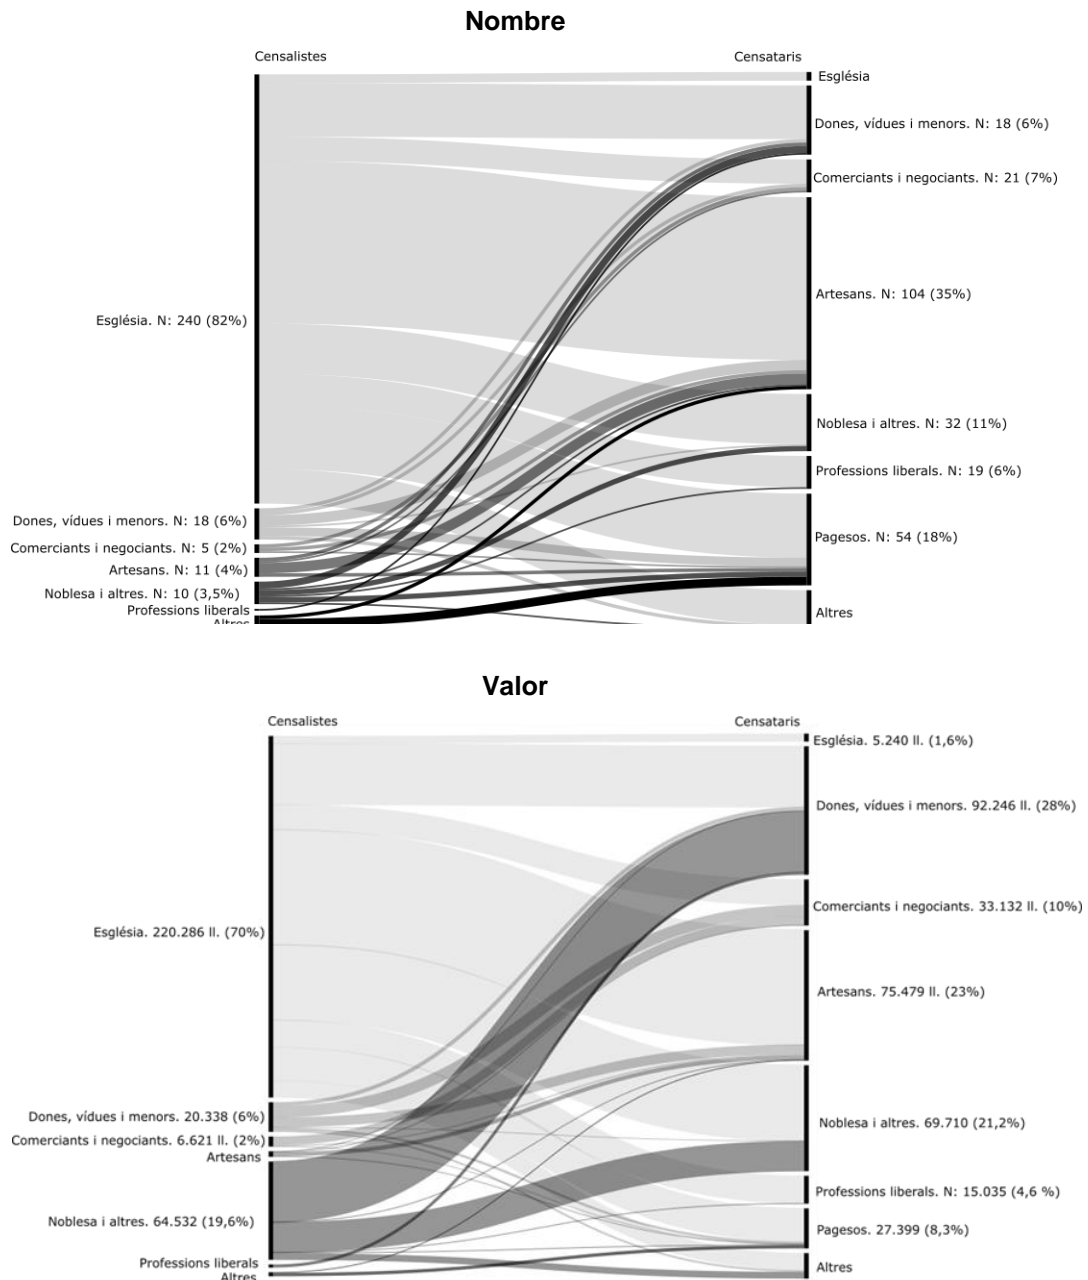 Nombre
Censalistes
Censataris
Església
Dones, vídues i menors. N: 18 (6%)
Comerciants i negociants. N: 21 (7%)
Artesans. N: 104 (35%)
Església. N: 240 (82%)
Noblesa i altres. N: 32 (11%)
Professions liberals. N: 19 (6%)
Dones, vídues i menors. N: 18 (6%)
Pagesos. N: 54 (18%)
Comerciants i negociants. N: 5 (2%)
Artesans. N: 11 (4%)
Noblesa i altres. N: 10 (3,5%)
Professions liberals
Altres
Altres
Valor
Censalistes
Censataris
Església. 5.240 ll. (1,6%)
Dones, vídues i menors. 92.246 ll. (28%)
Comerciants i negociants. 33.132 ll. (10%)
Església. 220.286 ll. (70%)
Artesans. 75.479 ll. (23%)
Dones, vídues i menors. 20.338 (6%)
Noblesa i altres. 69.710 (21,2%)
Comerciants i negociants. 6.621 ll. (2%)
Artesans
Professions liberals. N: 15.035 (4,6 %)
Noblesa i altres. 64.532 (19,6%)
Pagesos. 27.399 (8,3%)
Professions liberals
Altres
Altres